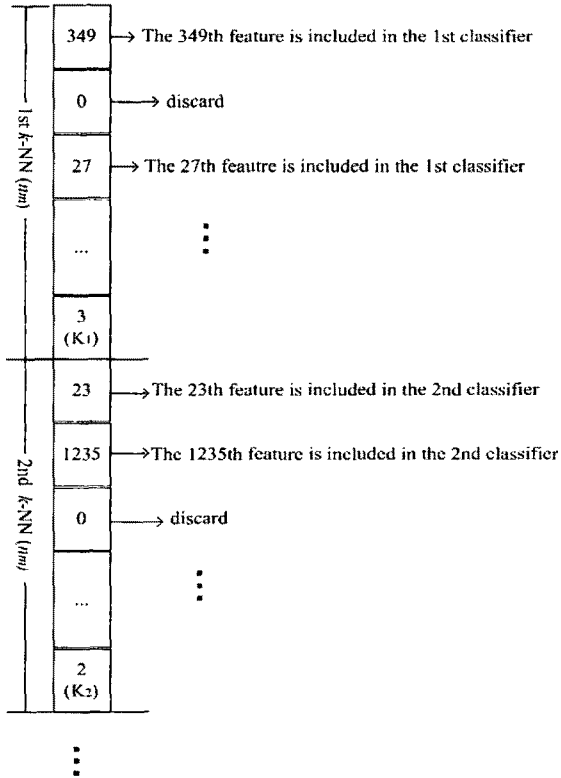 349 → The 349th feature is included in the 1st classifier
0 → discard
27 → The 27th feautre is included in the 1st classifier
...
3
(K1)
1st k-NN (nm)
23 → The 23th feature is included in the 2nd classifier
1235 → The 1235th feature is included in the 2nd classifier
0 → discard
...
2
(K2)
2nd k-NN (nm)